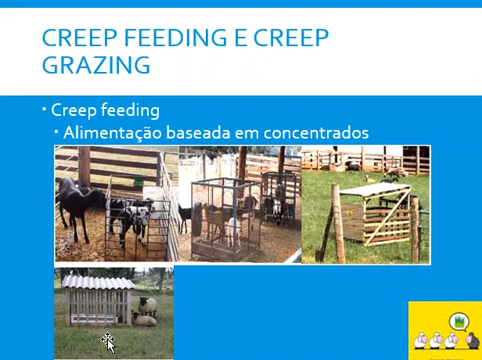 CREEP FEEDING E CREEP
GRAZING
Creep feeding
Alimentação baseada em concentrados